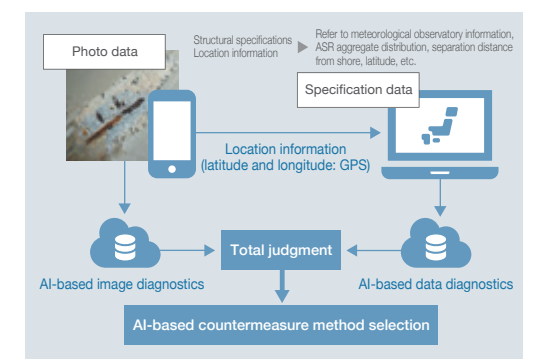 Photo data
Structural specifications
Location information
Refer to meteorological observatory information,
ASR aggregate distribution, separation distance
from shore, latitude, etc.
Specification data
Location information
(latitude and longitude: GPS)
Total judgment
AI-based image diagnostics
AI-based data diagnostics
AI-based countermeasure method selection